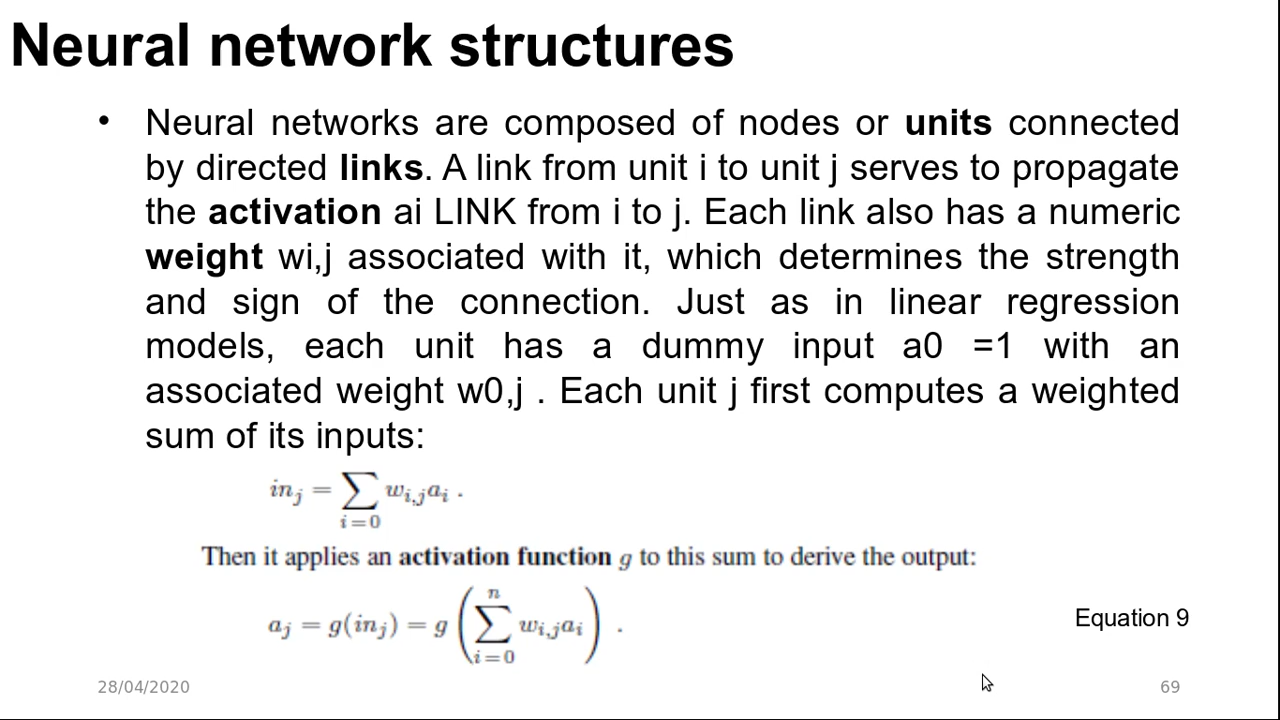 Neural network structures
• Neural networks are composed of nodes or units connected
by directed links. A link from unit i to unit j serves to propagate
the activation ai LINK from i to j. Each link also has a numeric
weight wi,j associated with it, which determines the strength
and sign of the connection. Just as in linear regression
models, each unit has a dummy input a0 =1 with an
associated weight w0,j . Each unit j first computes a weighted
sum of its inputs:
in_j = ∑_{i=0} w_{i,j} a_i .
Then it applies an activation function g to this sum to derive the output:
a_j = g(in_j) = g ( ∑_{i=0}^{n} w_{i,j} a_i ) .
Equation 9
28/04/2020
69